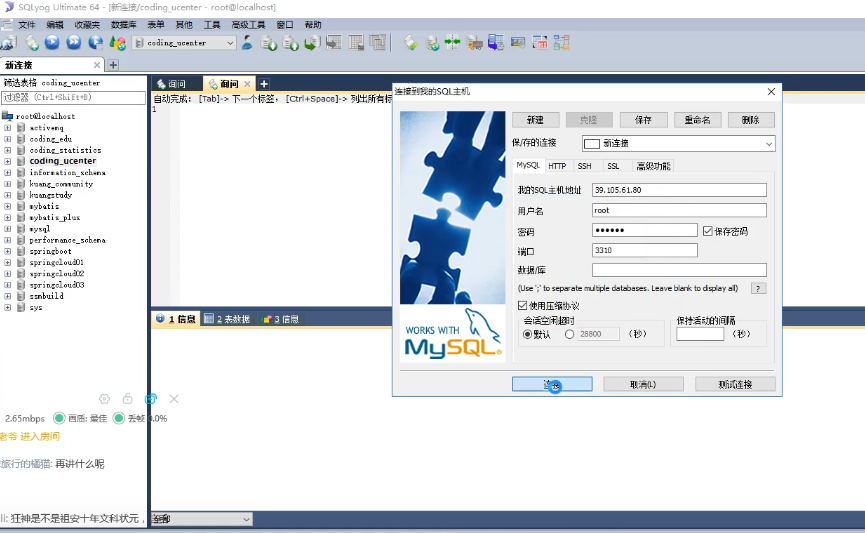 SQLyog Ultimate 64 - [新连接/coding_ucenter - root@localhost]
文件 编辑 收藏夹 数据库 表单 其他 工具 高级工具 窗口 帮助
coding_ucenter
新连接
筛选表格 coding_ucenter
过滤器 (Ctrl+Shift+B)
root@localhost
activemq
coding_edu
coding_statistics
coding_ucenter
information_schema
kuang_community
kuangstudy
mybatis
mybatis_plus
mysql
performance_schema
springboot
springcloud01
springcloud02
springcloud03
ssmbuild
sys
询问 询问
自动完成: [Tab]-> 下一个标签, [Ctrl+Space]-> 列出所有标
1
1 信息 2 表数据 3 信息
连接到我的SQL主机
新建 克隆 保存 重命名 删除
保/存的连接 新连接
MySQL HTTP SSH SSL 高级功能
我的SQL主机地址 39.105.61.80
用户名 root
密码 •••••• 保存密码
端口 3310
数据/库
(Use ';' to separate multiple databases. Leave blank to display all) ?
使用压缩协议
会话空闲超时 保持活动的间隔
默认 28800 (秒) (秒)
WORKS WITH
MySQL
取消(L) 测试连接
2.65mbps 画质: 最佳 丢帧 0.0%
老爷 进入房间
旅行的橘猫: 再讲什么呢
li: 狂神是不是祖安十年文科状元,
全部